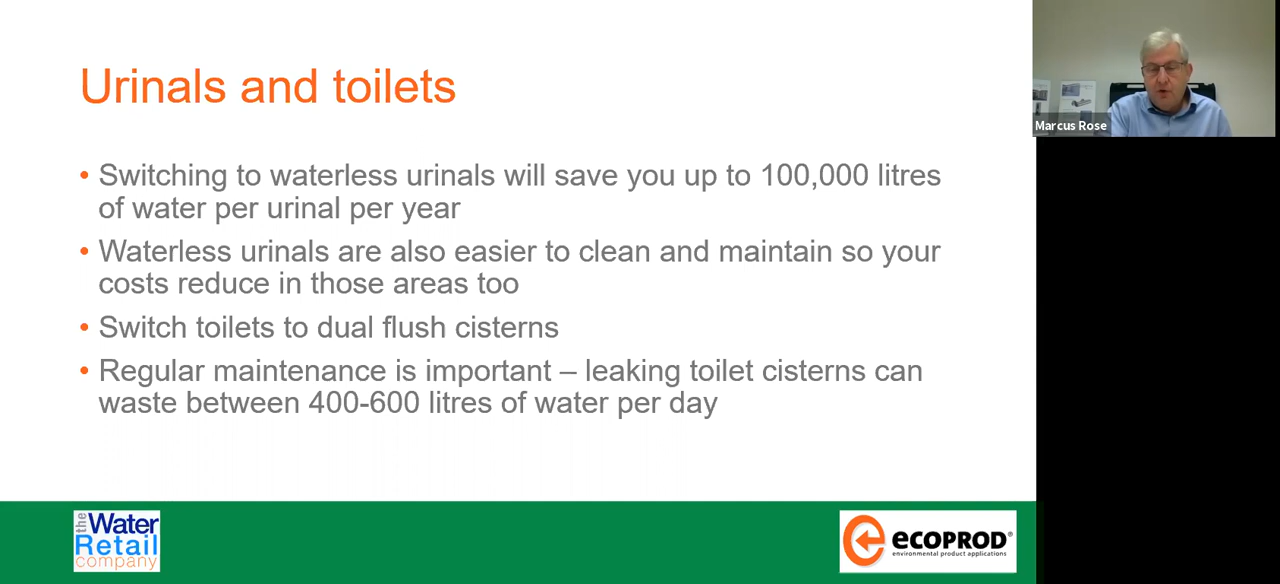 Urinals and toilets
Marcus Rose
• Switching to waterless urinals will save you up to 100,000 litres
of water per urinal per year
• Waterless urinals are also easier to clean and maintain so your
costs reduce in those areas too
• Switch toilets to dual flush cisterns
• Regular maintenance is important – leaking toilet cisterns can
waste between 400-600 litres of water per day
the Water
Retail
company
ECOPROD®
environmental product applications